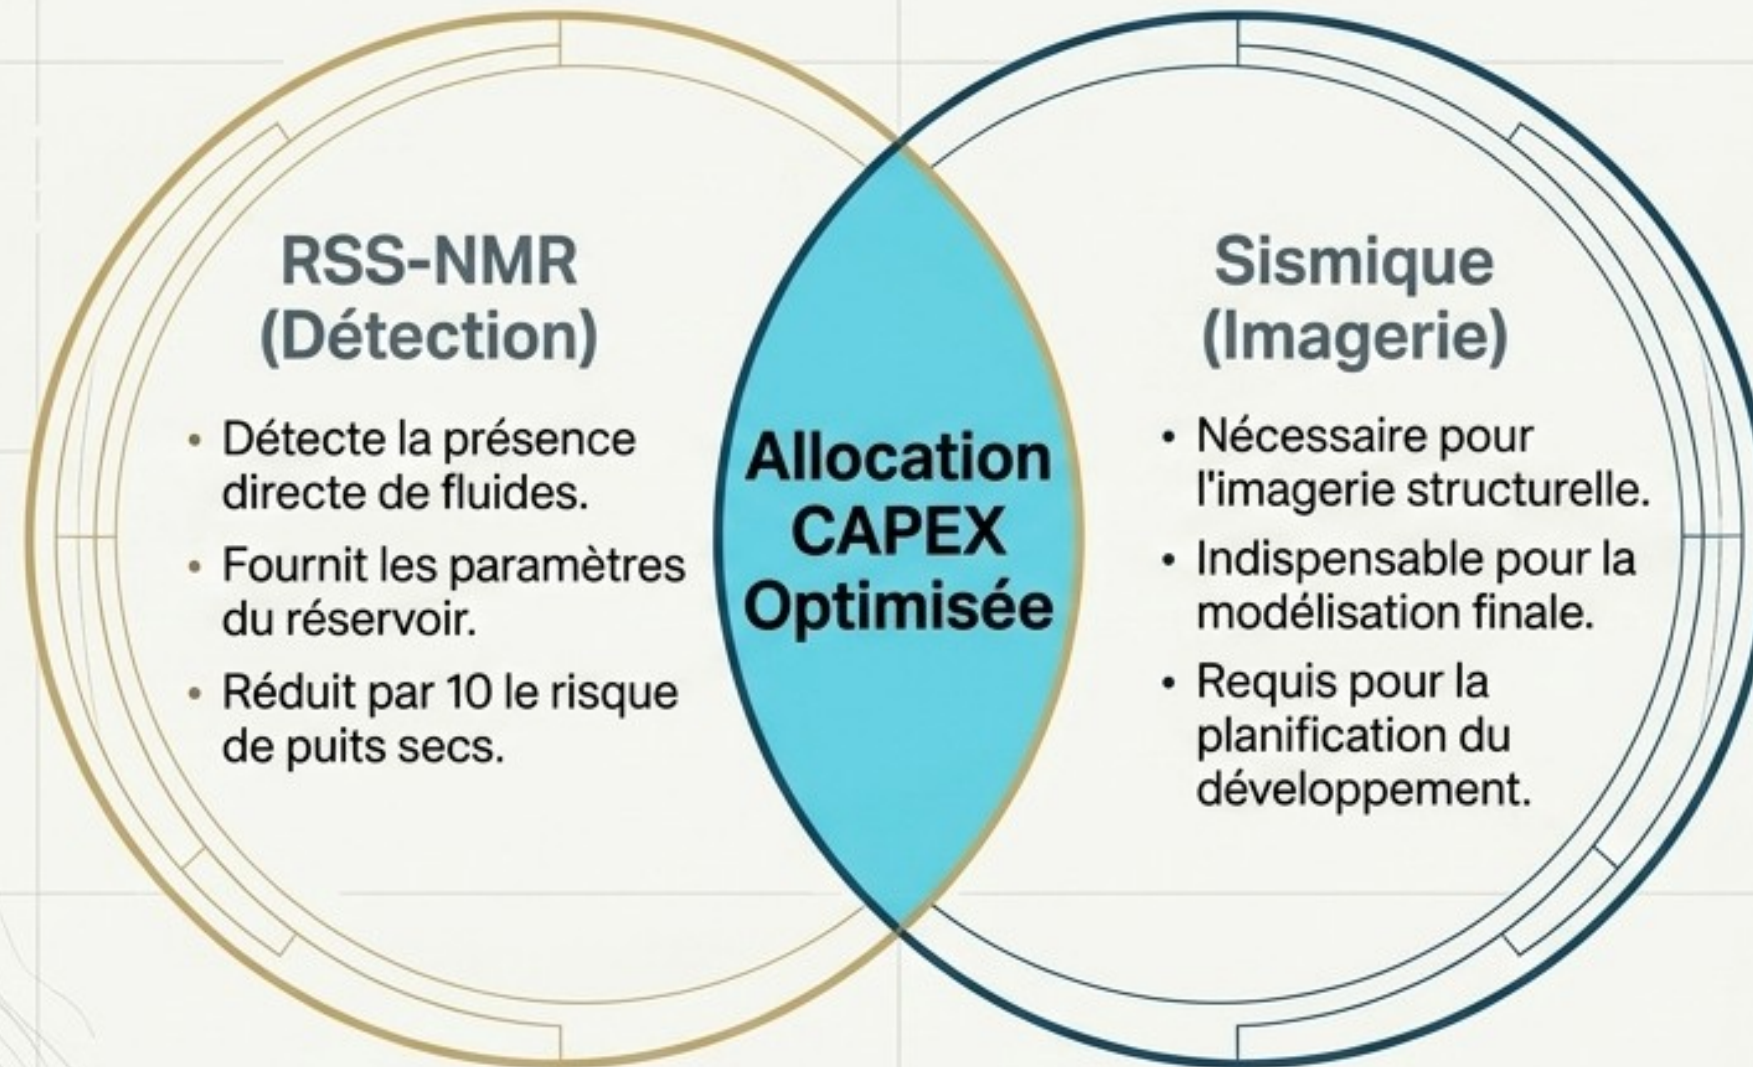 RSS-NMR
(Détection)
• Détecte la présence
directe de fluides.
• Fournit les paramètres
du réservoir.
• Réduit par 10 le risque
de puits secs.
Allocation
CAPEX
Optimisée
Sismique
(Imagerie)
• Nécessaire pour
l'imagerie structurelle.
• Indispensable pour la
modélisation finale.
• Requis pour la
planification du
développement.